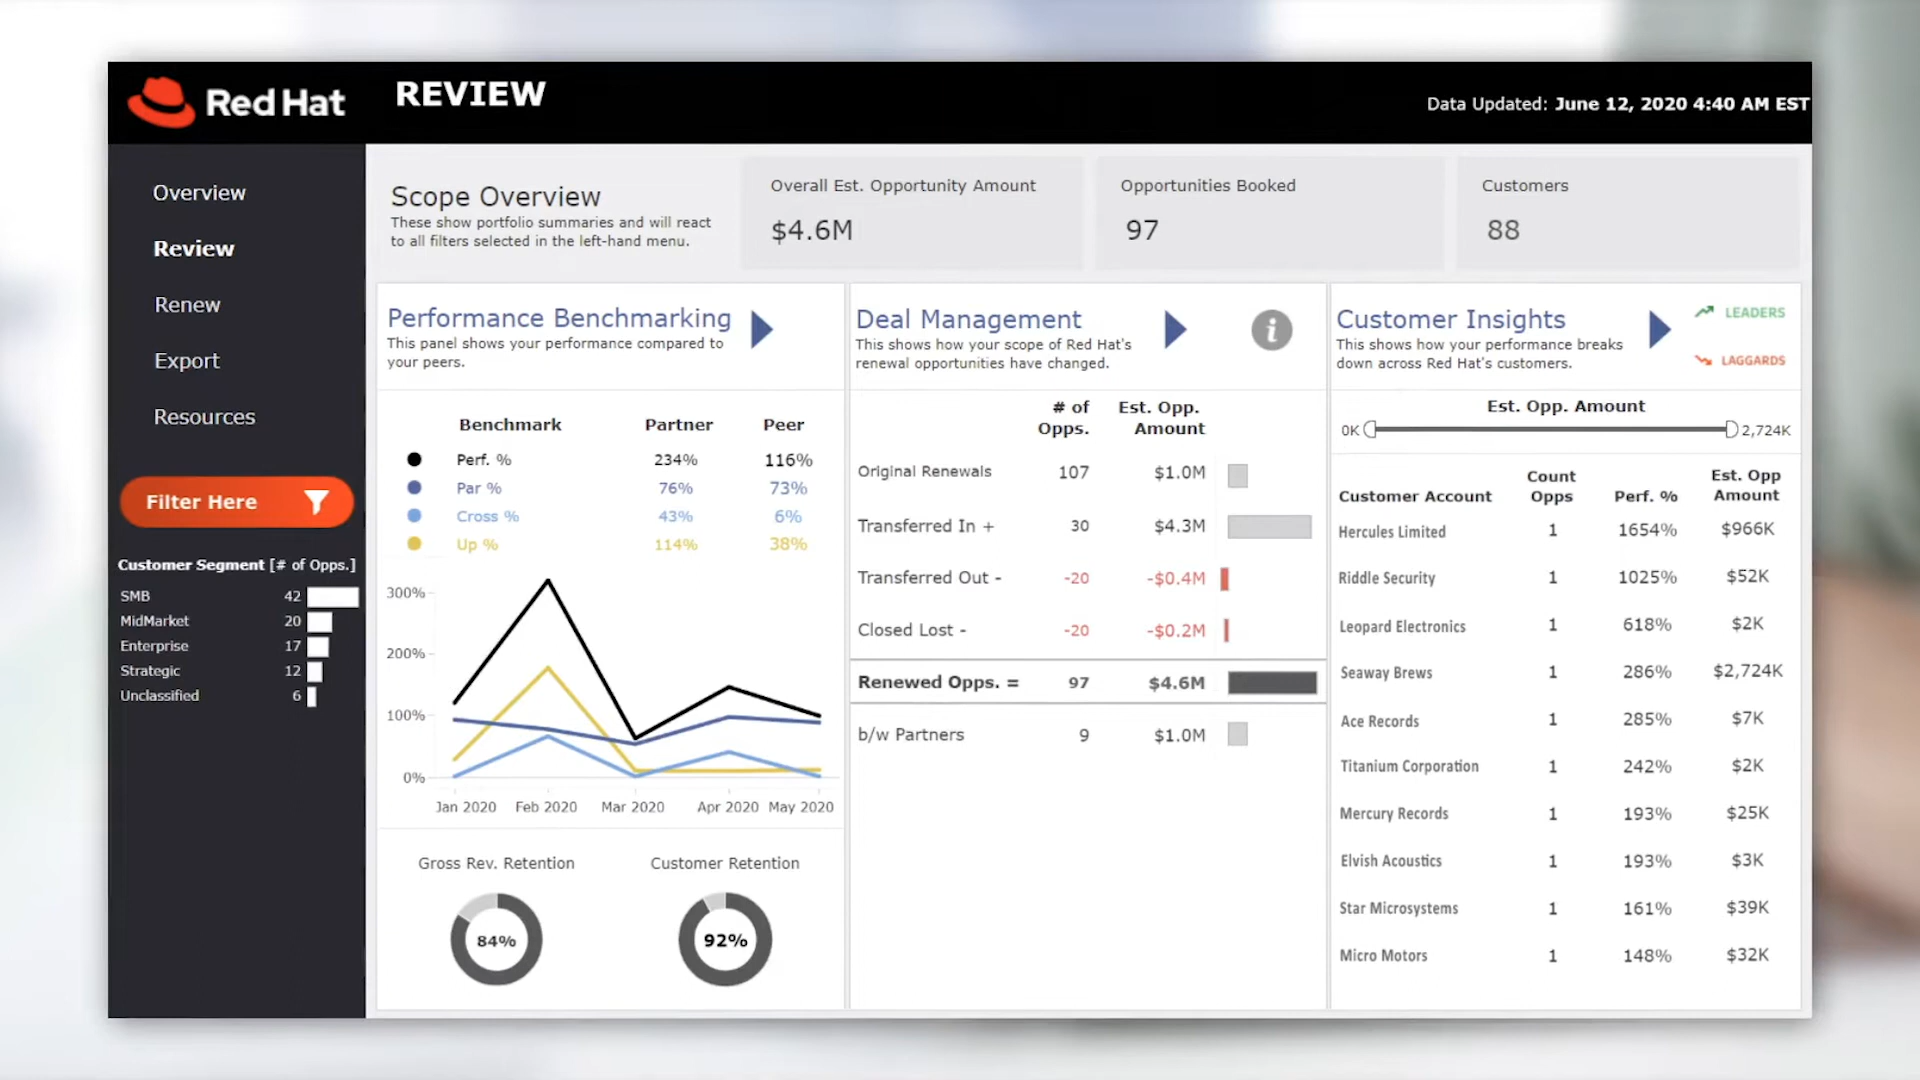 Red Hat
REVIEW
Data Updated: June 12, 2020 4:40 AM EST
Overview
Review
Renew
Export
Resources
Filter Here
Customer Segment [# of Opps.]
SMB 42
MidMarket 20
Enterprise 17
Strategic 12
Unclassified 6
Scope Overview
These show portfolio summaries and will react
to all filters selected in the left-hand menu.
Overall Est. Opportunity Amount
$4.6M
Opportunities Booked
97
Customers
88
Performance Benchmarking
This panel shows your performance compared to
your peers.
Benchmark Partner Peer
Perf. % 234% 116%
Par % 76% 73%
Cross % 43% 6%
Up % 114% 38%
300%
200%
100%
0%
Jan 2020 Feb 2020 Mar 2020 Apr 2020 May 2020
Gross Rev. Retention Customer Retention
84% 92%
Deal Management
This shows how your scope of Red Hat's
renewal opportunities have changed.
i
# of Est. Opp.
Opps. Amount
Original Renewals 107 $1.0M
Transferred In + 30 $4.3M
Transferred Out - -20 -$0.4M
Closed Lost - -20 -$0.2M
Renewed Opps. = 97 $4.6M
b/w Partners 9 $1.0M
Customer Insights
This shows how your performance breaks
down across Red Hat's customers.
LEADERS
LAGGARDS
Est. Opp. Amount
0K 2,724K
Count Est. Opp
Customer Account Opps Perf. % Amount
Hercules Limited 1 1654% $966K
Riddle Security 1 1025% $52K
Leopard Electronics 1 618% $2K
Seaway Brews 1 286% $2,724K
Ace Records 1 285% $7K
Titanium Corporation 1 242% $2K
Mercury Records 1 193% $25K
Elvish Acoustics 1 193% $3K
Star Microsystems 1 161% $39K
Micro Motors 1 148% $32K